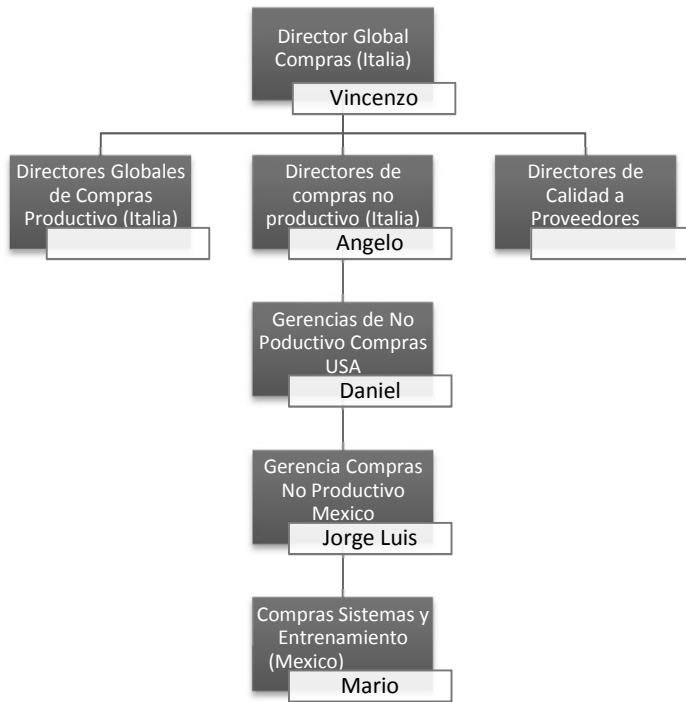 Director Global
Compras (Italia)
Vincenzo
Directores Globales
de Compras
Productivo (Italia)
Directores de
compras no
productivo (Italia)
Angelo
Directores de
Calidad a
Proveedores
Gerencias de No
Poductivo Compras
USA
Daniel
Gerencia Compras
No Productivo
Mexico
Jorge Luis
Compras Sistemas y
Entrenamiento
(Mexico)
Mario